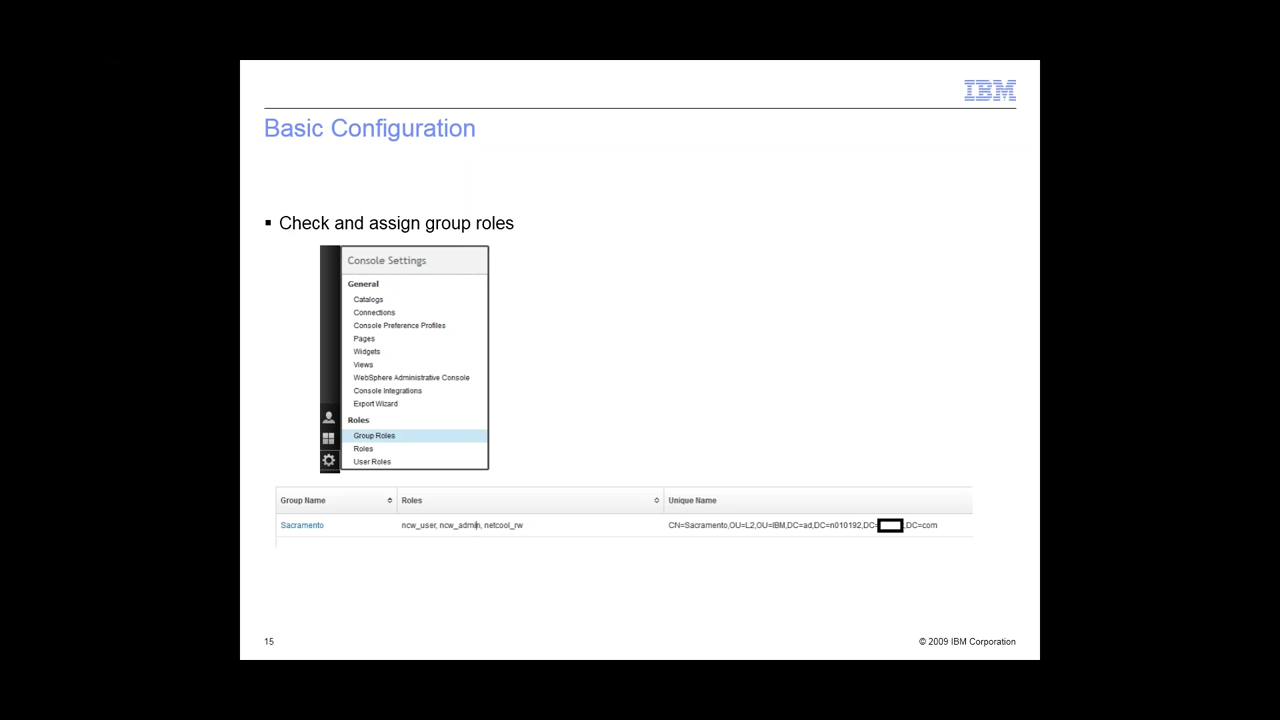 IBM
Basic Configuration
▪ Check and assign group roles
Console Settings
General
Catalogs
Connections
Console Preference Profiles
Pages
Widgets
Views
WebSphere Administrative Console
Console Integrations
Export Wizard
Roles
Group Roles
Roles
User Roles
Group Name Roles Unique Name
Sacramento ncw_user, ncw_admin, netcool_rw CN=Sacramento,OU=L2,OU=IBM,DC=ad,DC=n010192,DC= ,DC=com
15 © 2009 IBM Corporation